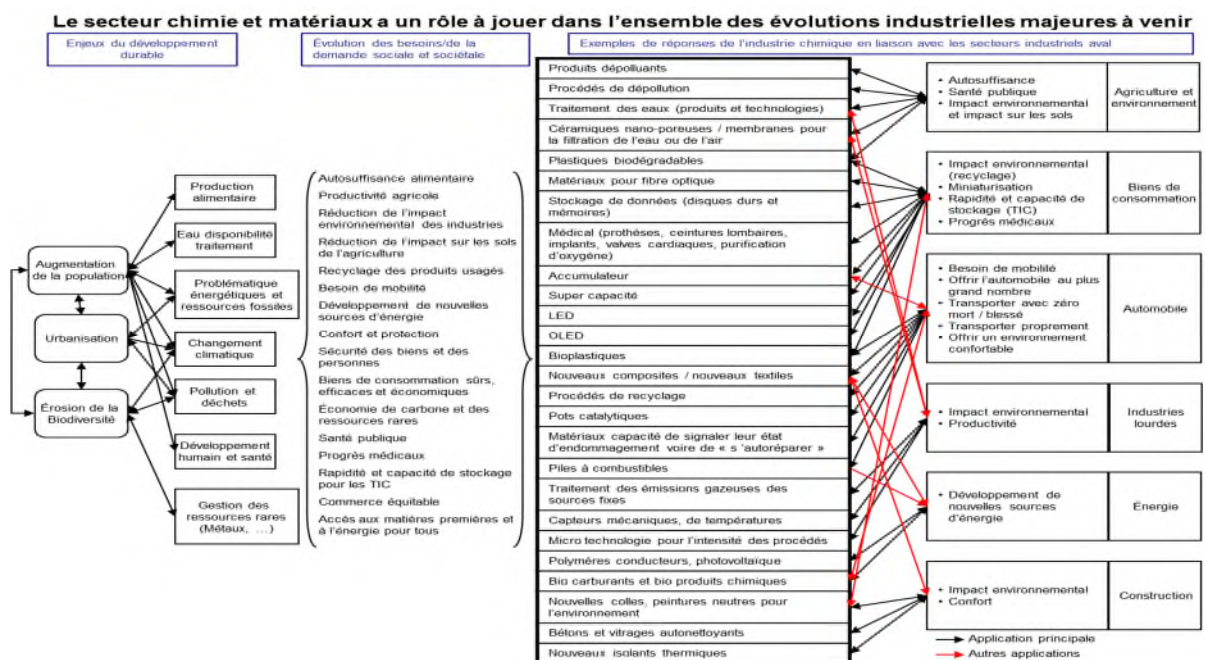 Le secteur chimie et matériaux a un rôle à jouer dans l'ensemble des évolutions industrielles majeures à venir
Enjeux du développement
durable
Évolution des besoins/de la
demande sociale et sociétale
Exemples de réponses de l'industrie chimique en liaison avec les secteurs industriels aval
Augmentation
de la population
Urbanisation
Érosion de la
Biodiversité
Production
alimentaire
Eau disponibilité
traitement
Problématique
énergétiques et
ressources fossiles
Changement
climatique
Pollution et
déchets
Développement
humain et santé
Gestion des
ressources rares
(Métaux, …)
Autosuffisance alimentaire
Productivité agricole
Réduction de l'impact
environnemental des industries
Réduction de l'impact sur les sols
de l'agriculture
Recyclage des produits usagés
Besoin de mobilité
Développement de nouvelles
sources d'énergie
Confort et protection
Sécurité des biens et des
personnes
Biens de consommation sûrs,
efficaces et économiques
Économie de carbone et des
ressources rares
Santé publique
Progrès médicaux
Rapidité et capacité de stockage
pour les TIC
Commerce équitable
Accès aux matières premières et
à l'énergie pour tous
Produits dépolluants
Procédés de dépollution
Traitement des eaux (produits et technologies)
Céramiques nano-poreuses / membranes pour
la filtration de l'eau ou de l'air
Plastiques biodégradables
Matériaux pour fibre optique
Stockage de données (disques durs et
mémoires)
Médical (prothèses, ceintures lombaires,
implants, valves cardiaques, purification
d'oxygène)
Accumulateur
Super capacité
LED
OLED
Bioplastiques
Nouveaux composites / nouveaux textiles
Procédés de recyclage
Pots catalytiques
Matériaux capacité de signaler leur état
d'endommagement voire de « s 'autoréparer »
Piles à combustibles
Traitement des émissions gazeuses des
sources fixes
Capteurs mécaniques, de températures
Micro technologie pour l'intensité des procédés
Polymères conducteurs, photovoltaïque
Bio carburants et bio produits chimiques
Nouvelles colles, peintures neutres pour
l'environnement
Bétons et vitrages autonettoyants
Nouveaux isolants thermiques
• Autosuffisance
• Santé publique
• Impact environnemental
et impact sur les sols
Agriculture et
environnement
• Impact environnemental
(recyclage)
• Miniaturisation
• Rapidité et capacité de
stockage (TIC)
• Progrès médicaux
Biens de
consommation
• Besoin de mobilité
• Offrir l'automobile au plus
grand nombre
• Transporter avec zéro
mort / blessé
• Transporter proprement
• Offrir un environnement
confortable
Automobile
• Impact environnemental
• Productivité
Industries
lourdes
• Développement de
nouvelles sources
d'énergie
Énergie
• Impact environnemental
• Confort
Construction
Application principale
Autres applications